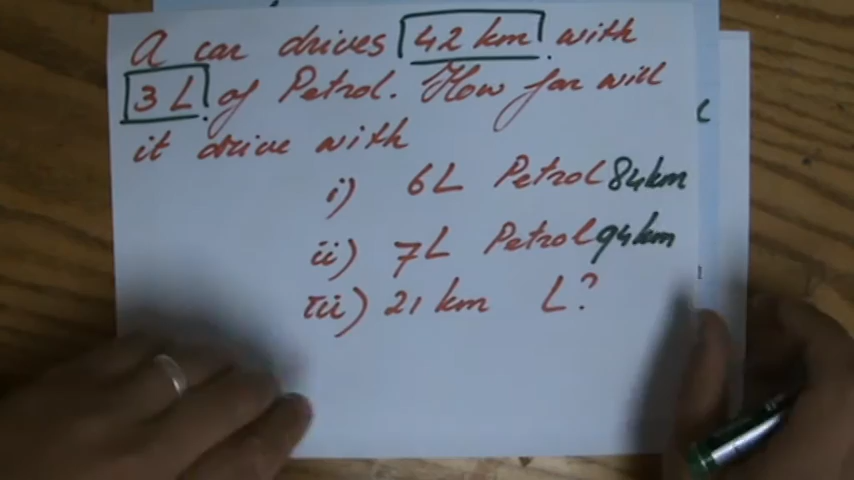 A car drives 42 km with
3 L of Petrol. How far will
it drive with
i) 6L Petrol 84km
ii) 7L Petrol 94km
iii) 21 km L?